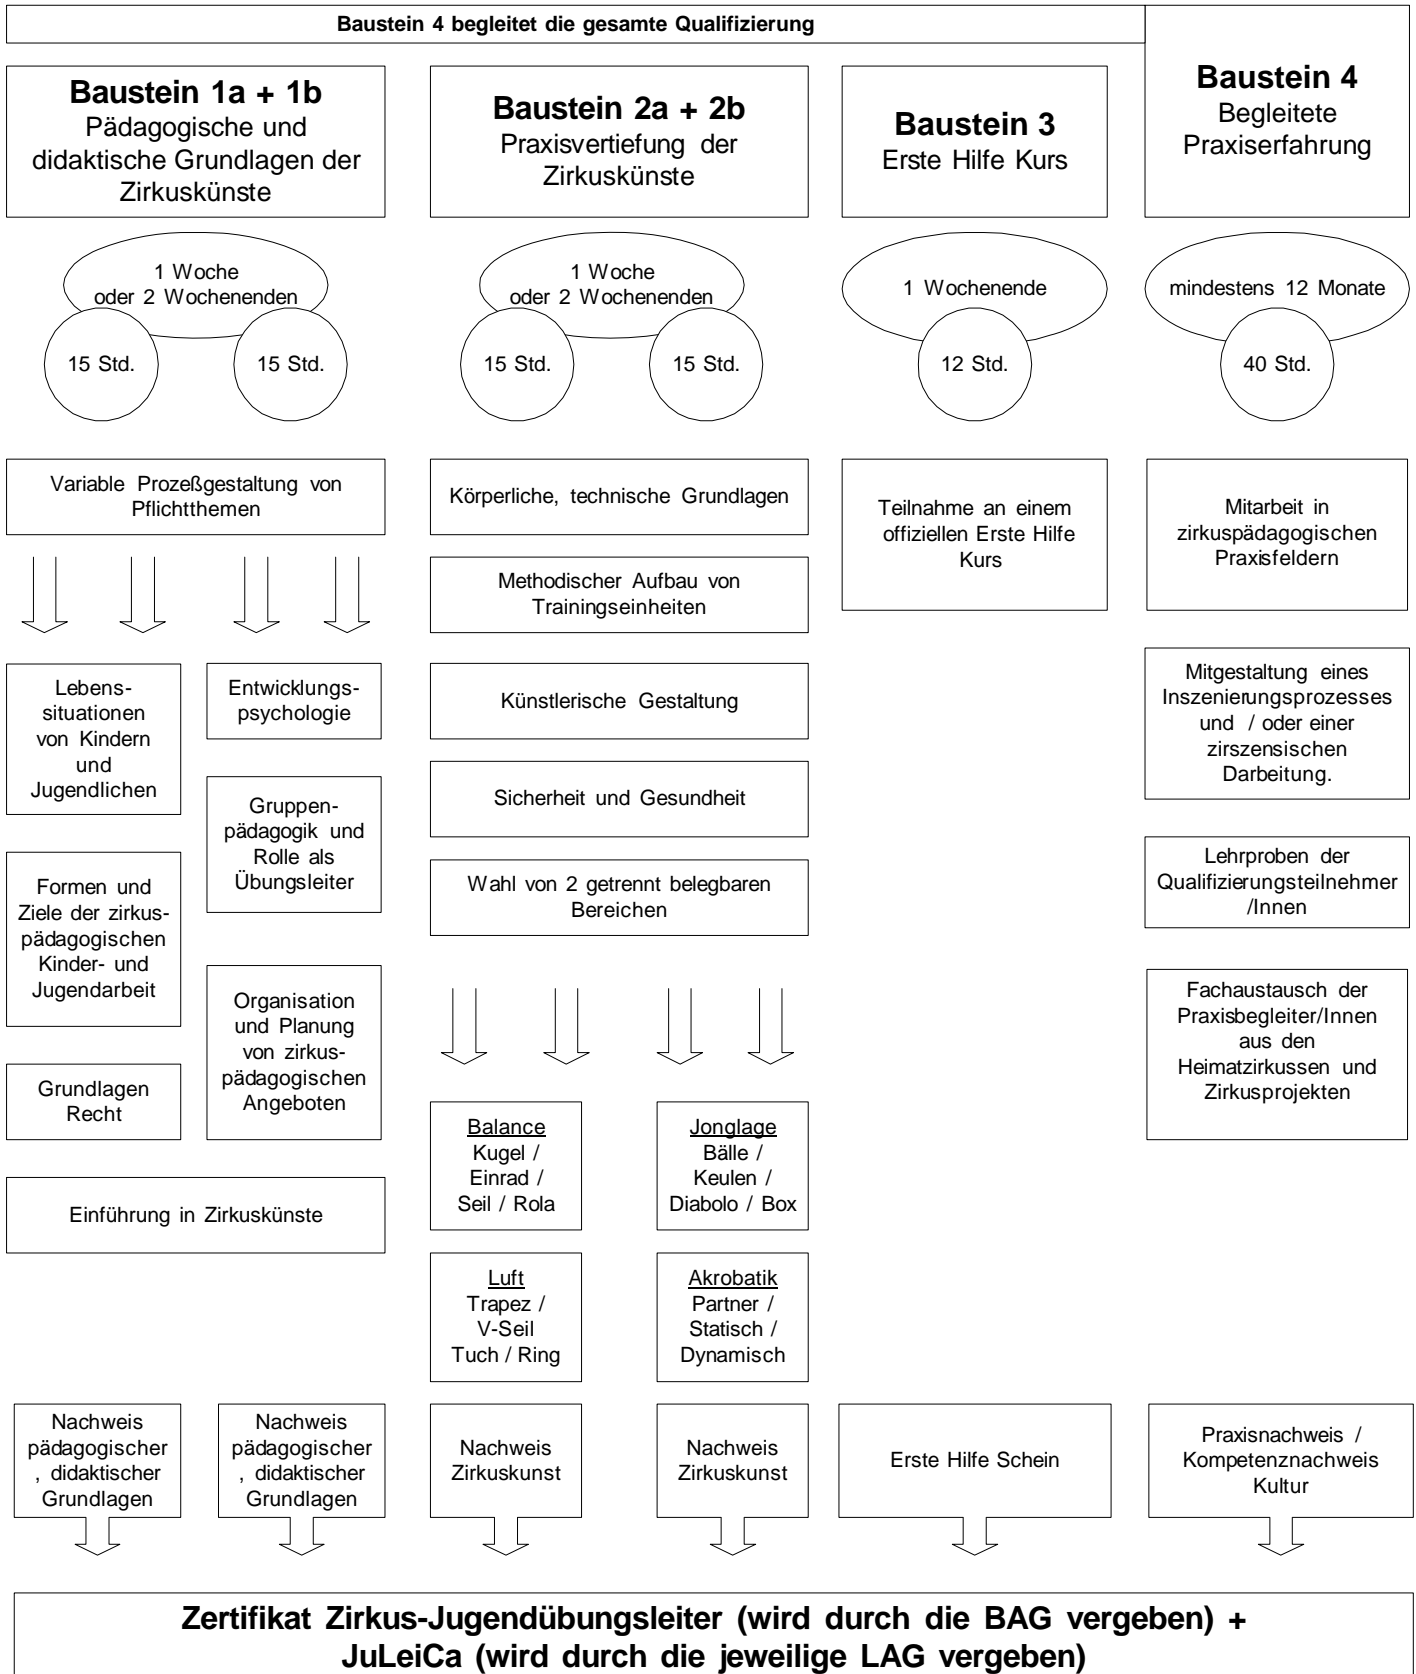 Baustein 4 begleitet die gesamte Qualifizierung
Baustein 1a + 1b
Pädagogische und
didaktische Grundlagen der
Zirkuskünste
1 Woche
oder 2 Wochenenden
15 Std.
15 Std.
Variable Prozeßgestaltung von
Pflichtthemen
Lebens-
situationen
von Kindern
und
Jugendlichen
Formen und
Ziele der zirkus-
pädagogischen
Kinder- und
Jugendarbeit
Grundlagen
Recht
Entwicklungs-
psychologie
Gruppen-
pädagogik und
Rolle als
Übungsleiter
Organisation
und Planung
von zirkus-
pädagogischen
Angeboten
Einführung in Zirkuskünste
Nachweis
pädagogischer
, didaktischer
Grundlagen
Nachweis
pädagogischer
, didaktischer
Grundlagen
Baustein 2a + 2b
Praxisvertiefung der
Zirkuskünste
1 Woche
oder 2 Wochenenden
15 Std.
15 Std.
Körperliche, technische Grundlagen
Methodischer Aufbau von
Trainingseinheiten
Künstlerische Gestaltung
Sicherheit und Gesundheit
Wahl von 2 getrennt belegbaren
Bereichen
Balance
Kugel /
Einrad /
Seil / Rola
Jonglage
Bälle /
Keulen /
Diabolo / Box
Luft
Trapez /
V-Seil
Tuch / Ring
Akrobatik
Partner /
Statisch /
Dynamisch
Nachweis
Zirkuskunst
Nachweis
Zirkuskunst
Baustein 3
Erste Hilfe Kurs
1 Wochenende
12 Std.
Teilnahme an einem
offiziellen Erste Hilfe
Kurs
Erste Hilfe Schein
Baustein 4
Begleitete
Praxiserfahrung
mindestens 12 Monate
40 Std.
Mitarbeit in
zirkuspädagogischen
Praxisfeldern
Mitgestaltung eines
Inszenierungsprozesses
und / oder einer
zirszensischen
Darbeitung.
Lehrproben der
Qualifizierungsteilnehmer
/Innen
Fachaustausch der
Praxisbegleiter/Innen
aus den
Heimatzirkussen und
Zirkusprojekten
Praxisnachweis /
Kompetenznachweis
Kultur
Zertifikat Zirkus-Jugendübungsleiter (wird durch die BAG vergeben) +
JuLeiCa (wird durch die jeweilige LAG vergeben)